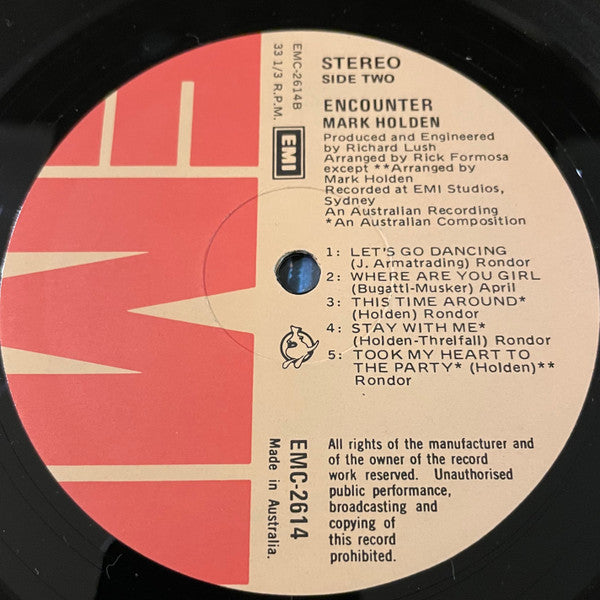 STEREO
SIDE TWO
EMC-2614B
33 1/3 R.P.M.
EMI
ENCOUNTER
MARK HOLDEN
Produced and Engineered
by Richard Lush
Arranged by Rick Formosa
except **Arranged by
Mark Holden
Recorded at EMI Studios,
Sydney
An Australian Recording
*An Australian Composition
1: LET'S GO DANCING
(J. Armatrading) Rondor
2: WHERE ARE YOU GIRL
(Bugatti-Musker) April
3: THIS TIME AROUND*
(Holden) Rondor
4: STAY WITH ME*
(Holden-Threlfall) Rondor
5: TOOK MY HEART TO
THE PARTY* (Holden)**
Rondor
EMC-2614
Made in Australia.
All rights of the manufacturer and
of the owner of the record
work reserved. Unauthorised
public performance,
broadcasting and
copying of
this record
prohibited.
EMI